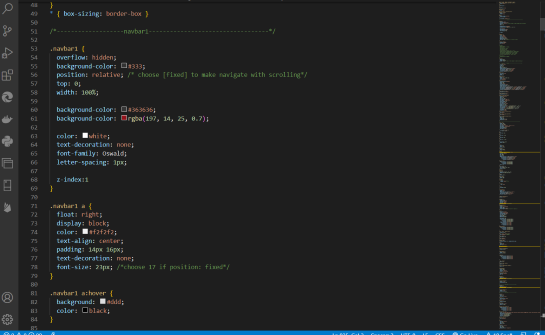 48 }
49 * { box-sizing: border-box }
50
51 /*-------------------navbar1----------------------------------*/
52
53 .navbar1 {
54 overflow: hidden;
55 background-color: #333;
56 position: relative; /* choose [fixed] to make navigate with scrolling*/
57 top: 0;
58 width: 100%;
59
60 background-color: #363636;
61 background-color: rgba(197, 14, 25, 0.7);
62
63 color: white;
64 text-decoration: none;
65 font-family: Oswald;
66 letter-spacing: 1px;
67
68 z-index:1
69 }
70
71 .navbar1 a {
72 float: right;
73 display: block;
74 color: #f2f2f2;
75 text-align: center;
76 padding: 14px 16px;
77 text-decoration: none;
78 font-size: 23px; /*choose 17 if position: fixed*/
79 }
80
81 .navbar1 a:hover {
82 background: #ddd;
83 color: black;
84 }